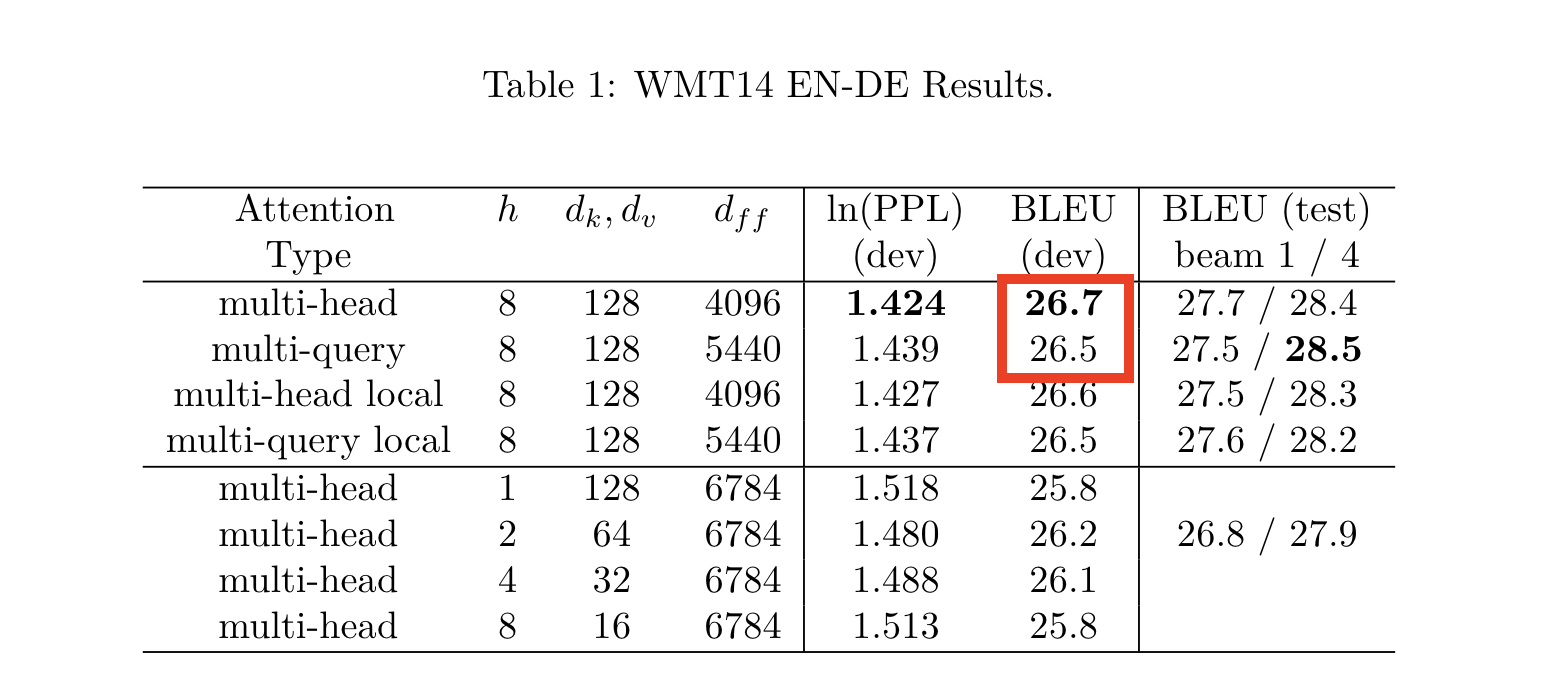 Table 1: WMT14 EN-DE Results.
Attention h d_k, d_v d_ff ln(PPL) BLEU BLEU (test)
Type (dev) (dev) beam 1 / 4
multi-head 8 128 4096 1.424 26.7 27.7 / 28.4
multi-query 8 128 5440 1.439 26.5 27.5 / 28.5
multi-head local 8 128 4096 1.427 26.6 27.5 / 28.3
multi-query local 8 128 5440 1.437 26.5 27.6 / 28.2
multi-head 1 128 6784 1.518 25.8
multi-head 2 64 6784 1.480 26.2 26.8 / 27.9
multi-head 4 32 6784 1.488 26.1
multi-head 8 16 6784 1.513 25.8